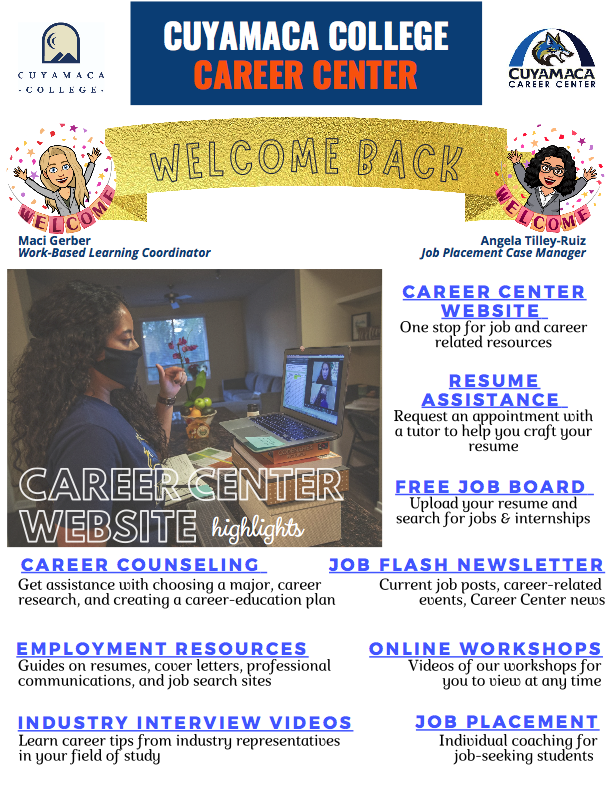 CUYAMACA COLLEGE
CAREER CENTER
CUYAMACA
·COLLEGE·
CUYAMACA
CAREER CENTER
WELCOME BACK
WELCOME
WELCOME
Maci Gerber
Work-Based Learning Coordinator
Angela Tilley-Ruiz
Job Placement Case Manager
CAREER CENTER
WEBSITE
One stop for job and career
related resources
RESUME
ASSISTANCE
Request an appointment with
a tutor to help you craft your
resume
FREE JOB BOARD
Upload your resume and
search for jobs & internships
CAREER CENTER
WEBSITE highlights
CAREER COUNSELING
Get assistance with choosing a major, career
research, and creating a career-education plan
JOB FLASH NEWSLETTER
Current job posts, career-related
events, Career Center news
EMPLOYMENT RESOURCES
Guides on resumes, cover letters, professional
communications, and job search sites
ONLINE WORKSHOPS
Videos of our workshops for
you to view at any time
INDUSTRY INTERVIEW VIDEOS
Learn career tips from industry representatives
in your field of study
JOB PLACEMENT
Individual coaching for
job-seeking students